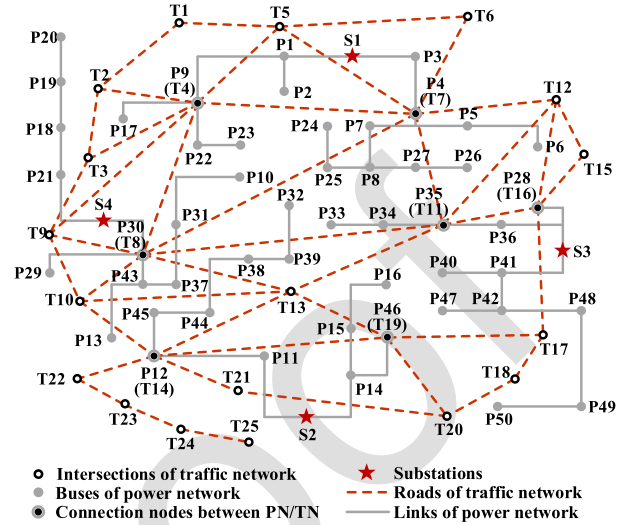 T1
T5
T6
P20
P1
S1
P3
P19
T2
P9
(T4)
P2
P4
(T7)
T12
P17
P18
P23
P22
P24
P7
P5
P6
T15
T3
P21
P10
P25
P8
P27
P26
P28
(T16)
S4
P32
P35
(T11)
T9
P30
(T8)
P31
P33
P34
P36
S3
P29
P43
P37
P38
P39
P40
P41
T10
P16
P13
P45
P44
T13
P15
P46
(T19)
P47
P42
P48
T17
P12
(T14)
P11
T22
T21
P14
T18
T23
T24
T25
S2
T20
P50
P49
Intersections of traffic network
Substations
Buses of power network
Roads of traffic network
Connection nodes between PN/TN
Links of power network